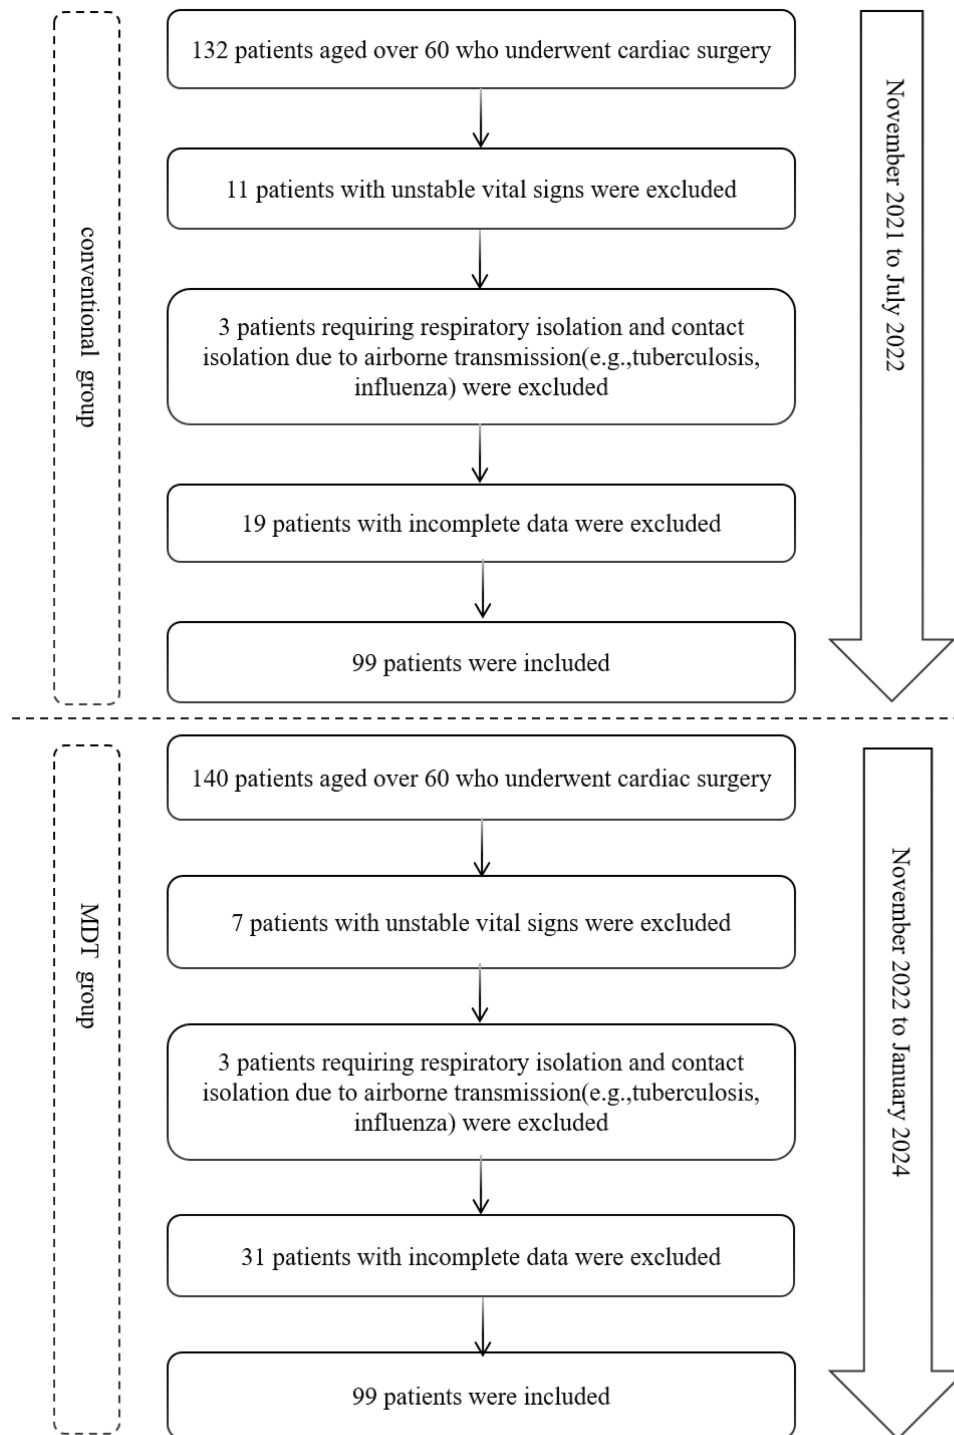 132 patients aged over 60 who underwent cardiac surgery
11 patients with unstable vital signs were excluded
3 patients requiring respiratory isolation and contact
isolation due to airborne transmission(e.g.,tuberculosis,
influenza) were excluded
19 patients with incomplete data were excluded
99 patients were included
conventional group
November 2021 to July 2022
140 patients aged over 60 who underwent cardiac surgery
7 patients with unstable vital signs were excluded
3 patients requiring respiratory isolation and contact
isolation due to airborne transmission(e.g.,tuberculosis,
influenza) were excluded
31 patients with incomplete data were excluded
99 patients were included
MDT group
November 2022 to January 2024